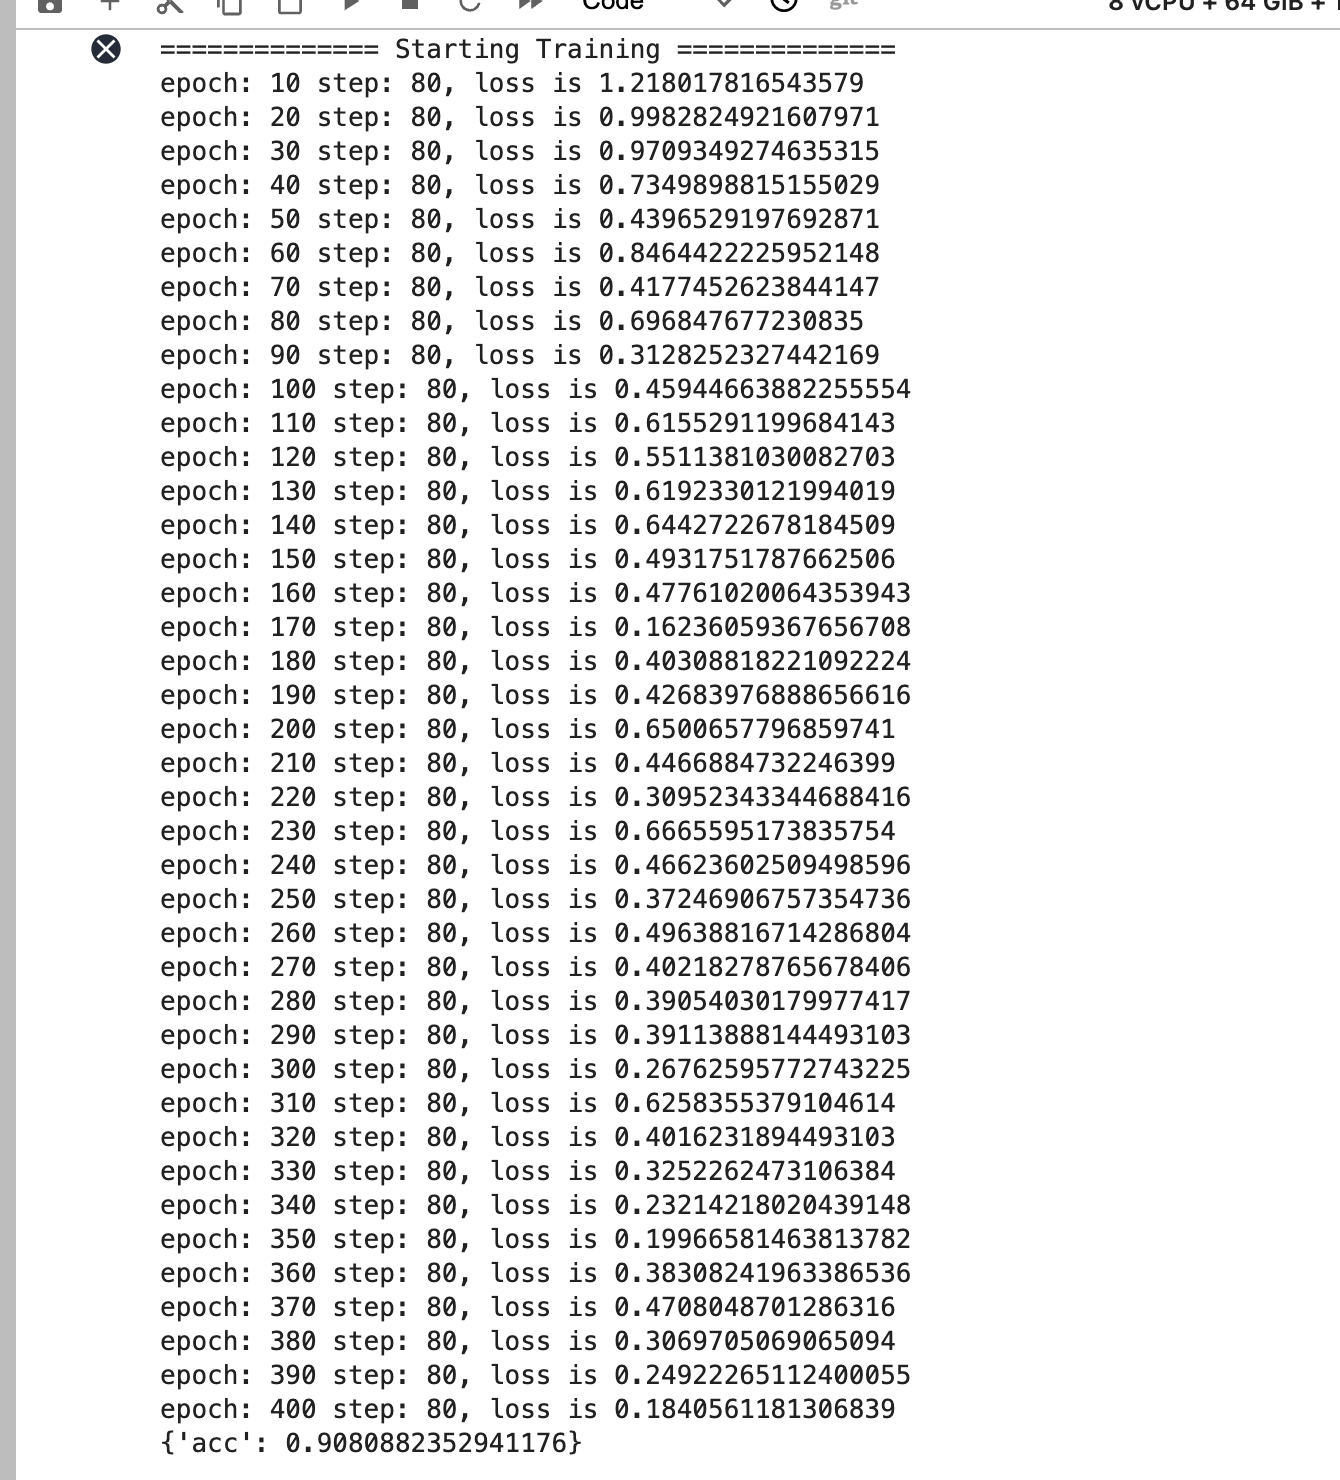 Code
git
8 vCPU + 64 GiB +
============== Starting Training ==============
epoch: 10 step: 80, loss is 1.218017816543579
epoch: 20 step: 80, loss is 0.9982824921607971
epoch: 30 step: 80, loss is 0.9709349274635315
epoch: 40 step: 80, loss is 0.7349898815155029
epoch: 50 step: 80, loss is 0.4396529197692871
epoch: 60 step: 80, loss is 0.8464422225952148
epoch: 70 step: 80, loss is 0.4177452623844147
epoch: 80 step: 80, loss is 0.696847677230835
epoch: 90 step: 80, loss is 0.3128252327442169
epoch: 100 step: 80, loss is 0.45944663882255554
epoch: 110 step: 80, loss is 0.6155291199684143
epoch: 120 step: 80, loss is 0.5511381030082703
epoch: 130 step: 80, loss is 0.6192330121994019
epoch: 140 step: 80, loss is 0.6442722678184509
epoch: 150 step: 80, loss is 0.4931751787662506
epoch: 160 step: 80, loss is 0.47761020064353943
epoch: 170 step: 80, loss is 0.16236059367656708
epoch: 180 step: 80, loss is 0.40308818221092224
epoch: 190 step: 80, loss is 0.42683976888656616
epoch: 200 step: 80, loss is 0.6500657796859741
epoch: 210 step: 80, loss is 0.4466884732246399
epoch: 220 step: 80, loss is 0.30952343344688416
epoch: 230 step: 80, loss is 0.6665595173835754
epoch: 240 step: 80, loss is 0.46623602509498596
epoch: 250 step: 80, loss is 0.37246906757354736
epoch: 260 step: 80, loss is 0.49638816714286804
epoch: 270 step: 80, loss is 0.40218278765678406
epoch: 280 step: 80, loss is 0.39054030179977417
epoch: 290 step: 80, loss is 0.39113888144493103
epoch: 300 step: 80, loss is 0.26762595772743225
epoch: 310 step: 80, loss is 0.6258355379104614
epoch: 320 step: 80, loss is 0.4016231894493103
epoch: 330 step: 80, loss is 0.3252262473106384
epoch: 340 step: 80, loss is 0.23214218020439148
epoch: 350 step: 80, loss is 0.19966581463813782
epoch: 360 step: 80, loss is 0.38308241963386536
epoch: 370 step: 80, loss is 0.4708048701286316
epoch: 380 step: 80, loss is 0.3069705069065094
epoch: 390 step: 80, loss is 0.24922265112400055
epoch: 400 step: 80, loss is 0.1840561181306839
{'acc': 0.9080882352941176}